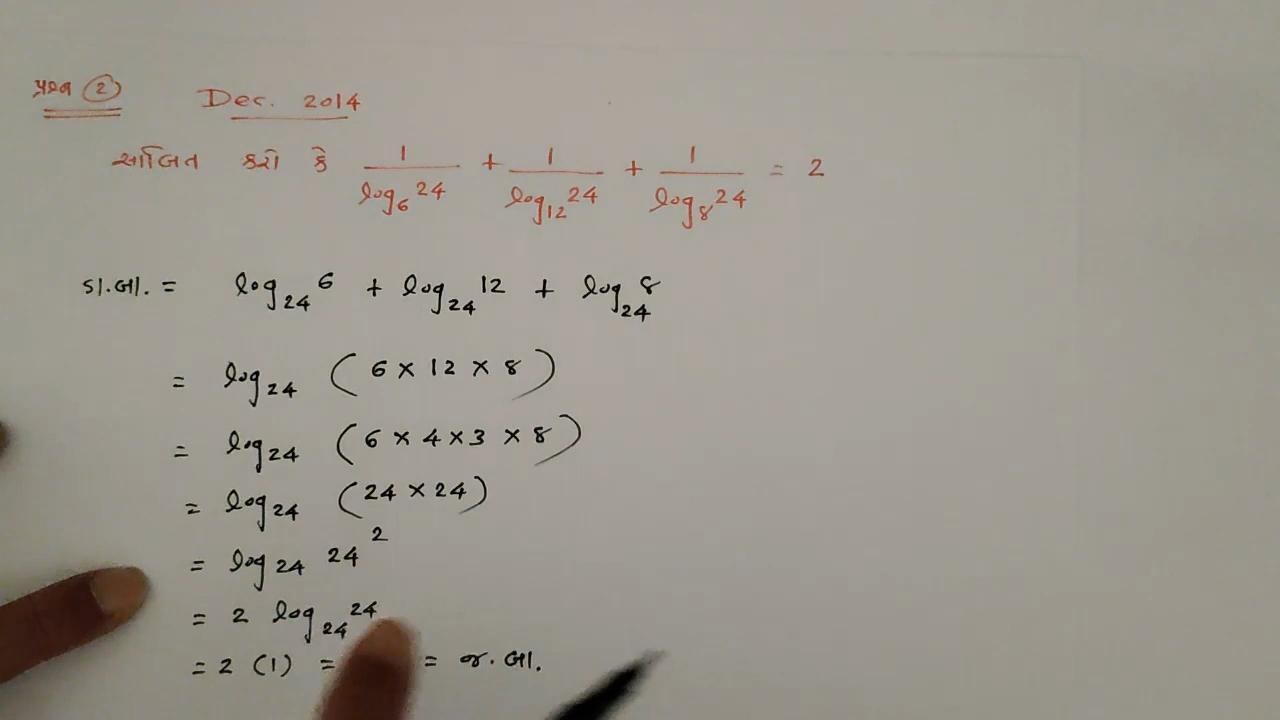 પ્રશ્ન 2 Dec. 2014
સાબિત કરો કે 1/log₆24 + 1/log₁₂24 + 1/log₈24 = 2
ડા.બા. = log₂₄6 + log₂₄12 + log₂₄8
= log₂₄ (6 × 12 × 8)
= log₂₄ (6 × 4 × 3 × 8)
= log₂₄ (24 × 24)
= log₂₄ 24²
= 2 log₂₄24
= 2 (1) = = જ.બા.